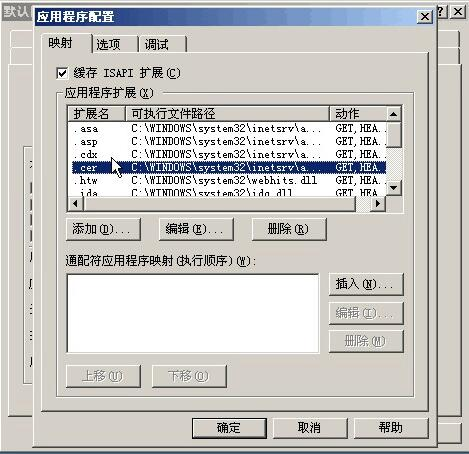 默认
应用程序配置
映射 选项 调试
缓存 ISAPI 扩展(C)
应用程序扩展(X)
扩展名 可执行文件路径 动作
.asa C:\WINDOWS\system32\inetsrv\a... GET,HEA..
.asp C:\WINDOWS\system32\inetsrv\a... GET,HEA..
.cdx C:\WINDOWS\system32\inetsrv\a... GET,HEA..
.cer C:\WINDOWS\system32\inetsrv\a... GET,HEA..
.htw C:\WINDOWS\system32\webhits.dll GET,HEA..
.ida C:\WINDOWS\system32\idq.dll GET,HEA..
添加(D)... 编辑(E)... 删除(R)
通配符应用程序映射(执行顺序)(W):
插入(N)...
编辑(I)...
删除(M)
上移(U) 下移(O)
确定 取消 帮助